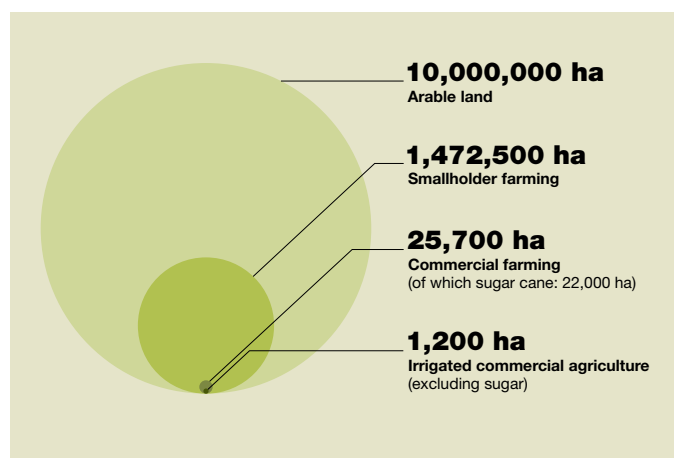 10,000,000 ha
Arable land
1,472,500 ha
Smallholder farming
25,700 ha
Commercial farming
(of which sugar cane: 22,000 ha)
1,200 ha
Irrigated commercial agriculture
(excluding sugar)